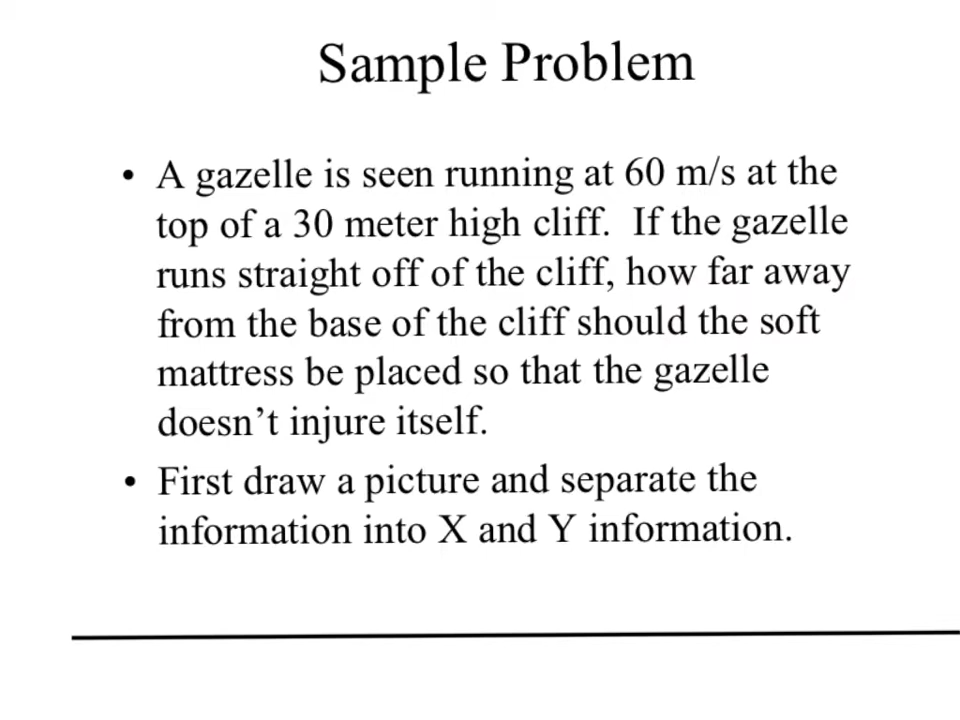 Sample Problem
• A gazelle is seen running at 60 m/s at the
top of a 30 meter high cliff.  If the gazelle
runs straight off of the cliff, how far away
from the base of the cliff should the soft
mattress be placed so that the gazelle
doesn’t injure itself.
• First draw a picture and separate the
information into X and Y information.